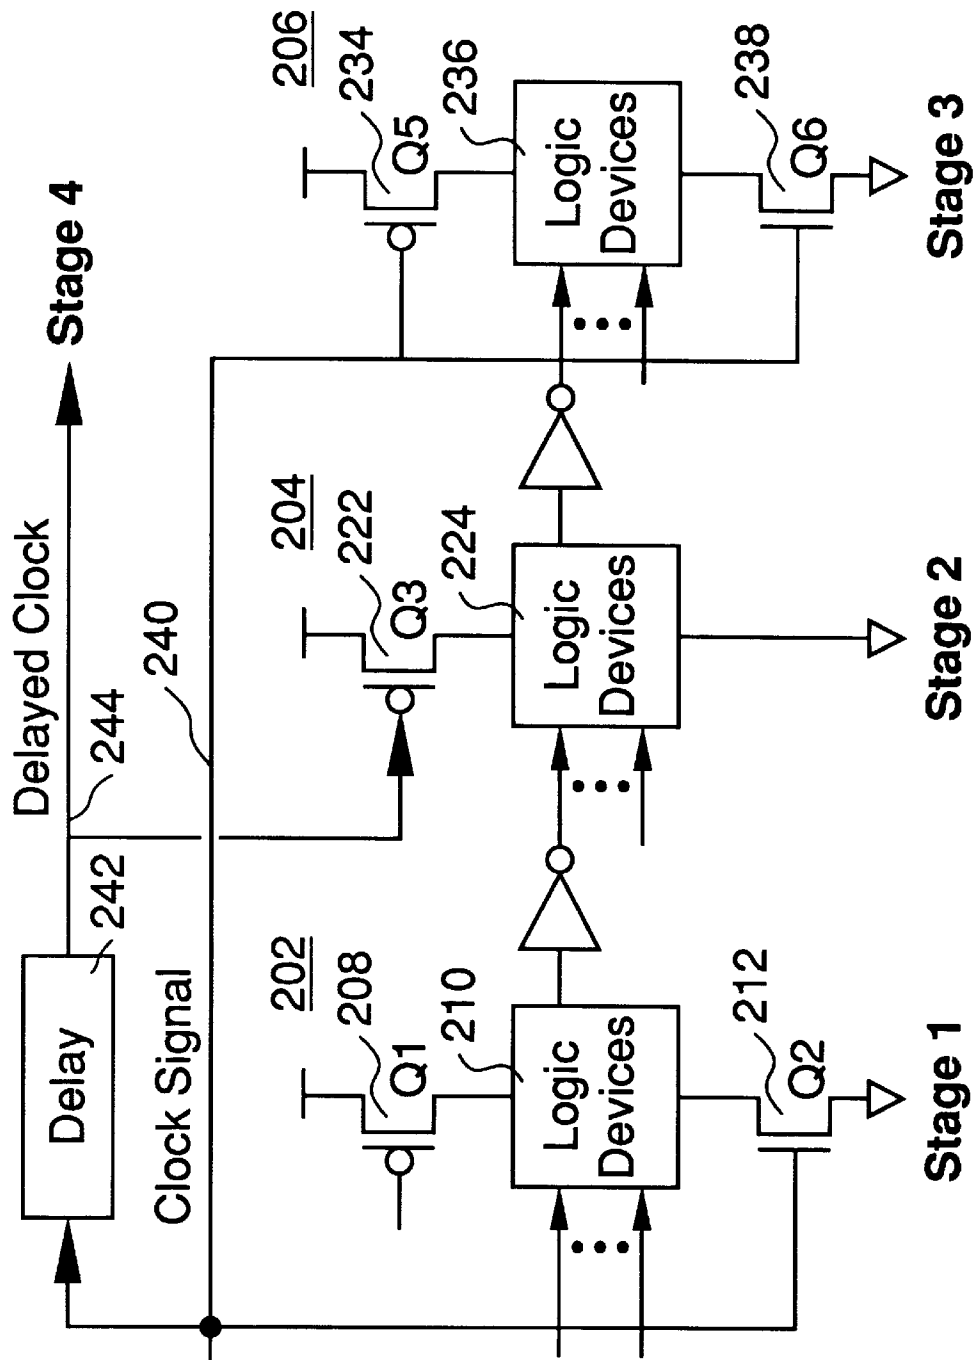 Delay
242
Delayed Clock
244
Stage 4
Clock Signal
240
202
208
Q1
210
Logic
Devices
212
Q2
Stage 1
204
222
Q3
224
Logic
Devices
Stage 2
206
234
Q5
236
Logic
Devices
238
Q6
Stage 3